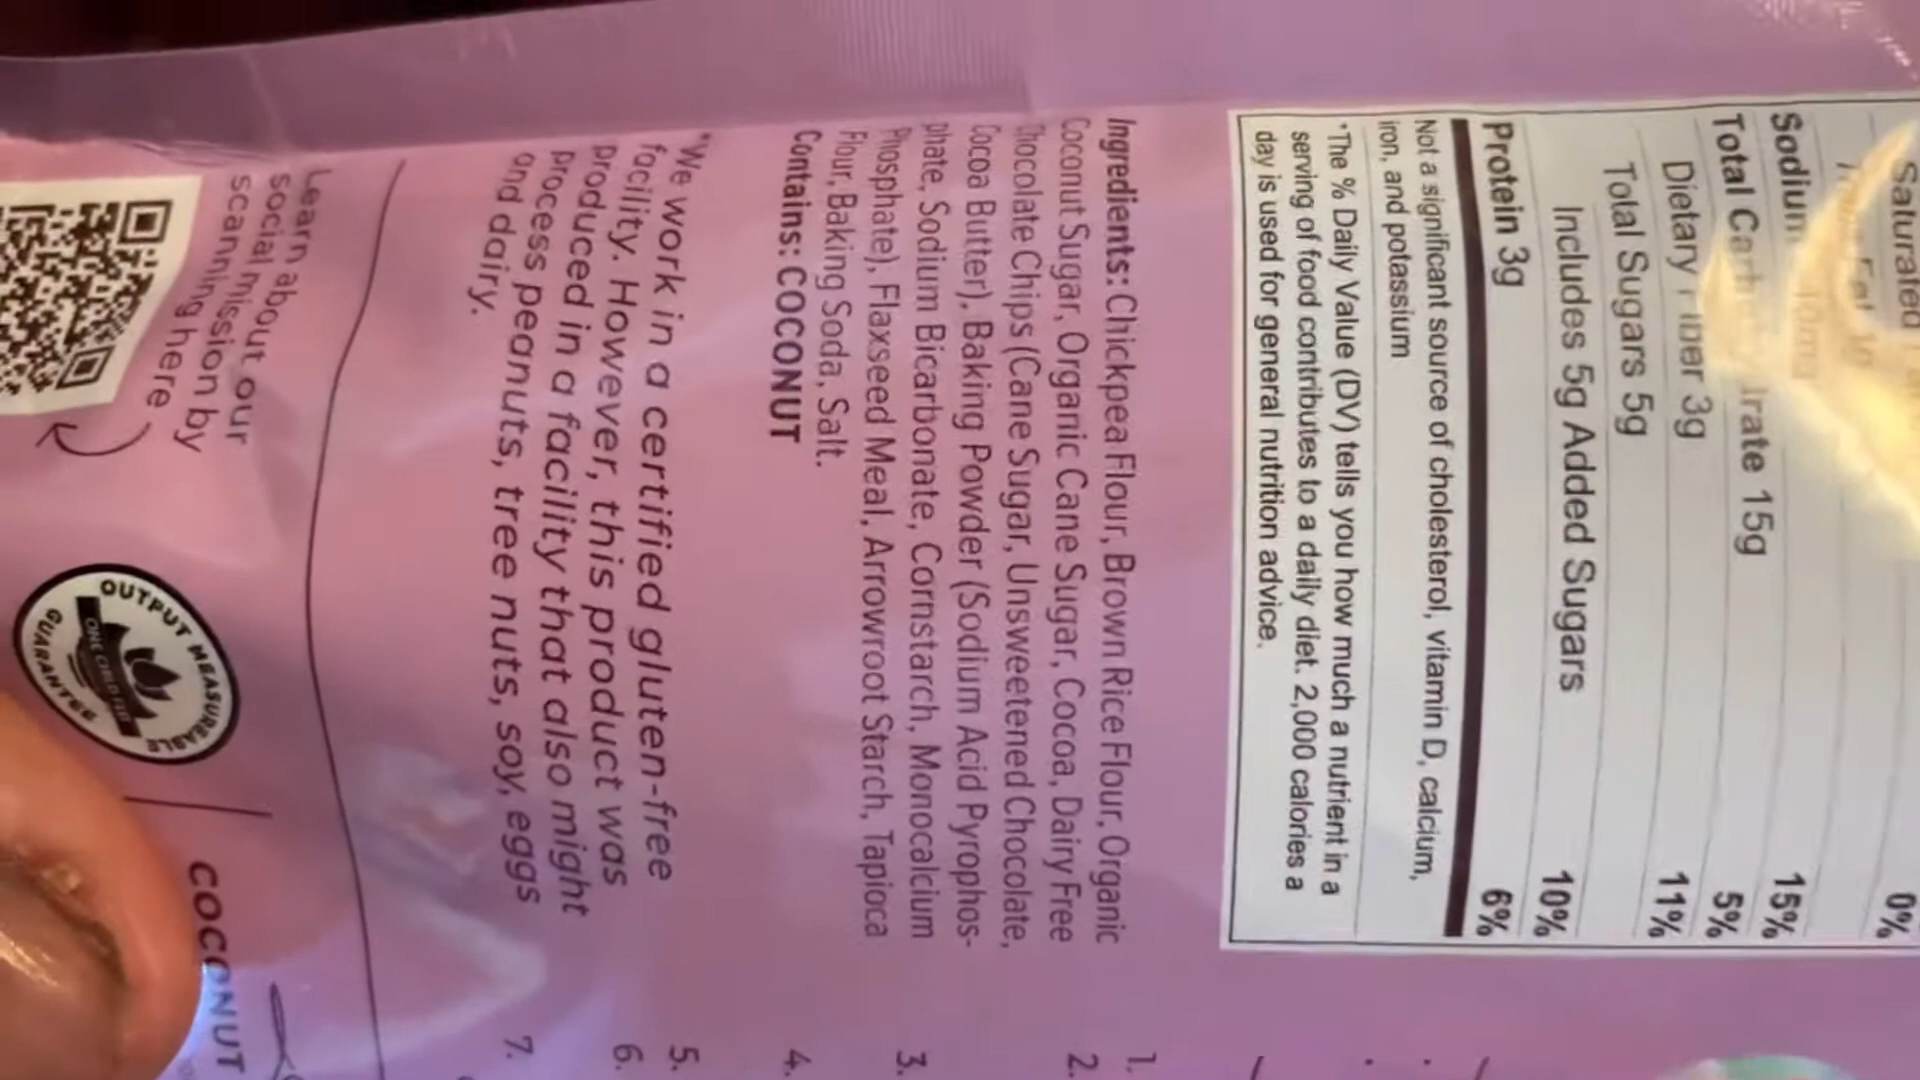 Saturated
0%
Sodium
15%
Total
rate 15g
5%
Dietary
3g
11%
Total Sugars 5g
Includes 5g Added Sugars
10%
Protein 3g
6%
Not a significant source of cholesterol, vitamin D, calcium,
iron, and potassium
*The % Daily Value (DV) tells you how much a nutrient in a
serving of food contributes to a daily diet. 2,000 calories a
day is used for general nutrition advice.
Ingredients: Chickpea Flour, Brown Rice Flour, Organic
Coconut Sugar, Organic Cane Sugar, Cocoa, Dairy Free
Chocolate Chips (Cane Sugar, Unsweetened Chocolate,
Cocoa Butter), Baking Powder (Sodium Acid Pyrophos-
phate, Sodium Bicarbonate, Cornstarch, Monocalcium
Phosphate), Flaxseed Meal, Arrowroot Starch, Tapioca
Flour, Baking Soda, Salt.
Contains: COCONUT
*We work in a certified gluten-free
facility. However, this product was
produced in a facility that also might
process peanuts, tree nuts, soy, eggs
and dairy.
Learn about our
social mission by
scanning here
OUTPUT MEASUREABLE
GUARANTEE
COCONUT
1.
2.
3.
4.
5.
6.
7.